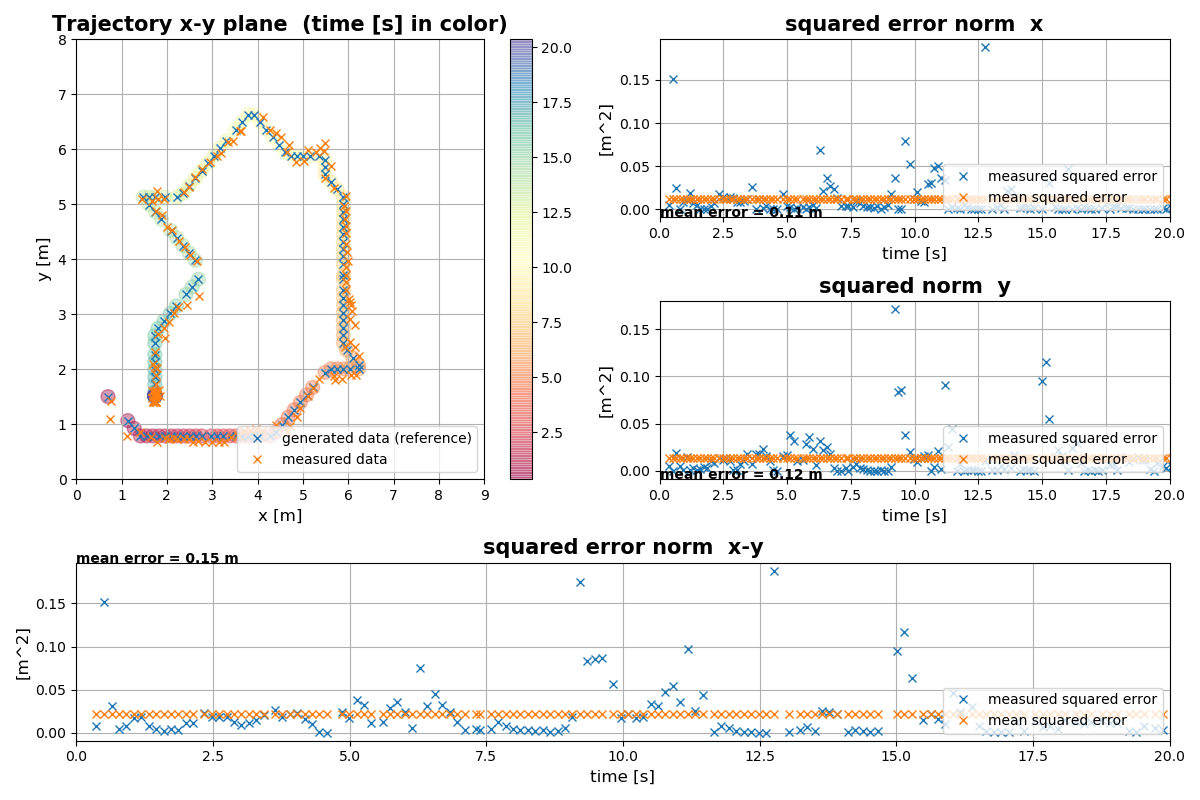 Trajectory x-y plane  (time [s] in color)
8
7
6
5
4
3
2
1
0
y [m]
0 1 2 3 4 5 6 7 8 9
x [m]
generated data (reference)
measured data
20.0
17.5
15.0
12.5
10.0
7.5
5.0
2.5
squared error norm  x
0.15
0.10
0.05
0.00
[m^2]
measured squared error
mean squared error
mean error = 0.11 m
0.0 2.5 5.0 7.5 10.0 12.5 15.0 17.5 20.0
time [s]
squared norm  y
0.15
0.10
0.05
0.00
[m^2]
measured squared error
mean squared error
mean error = 0.12 m
0.0 2.5 5.0 7.5 10.0 12.5 15.0 17.5 20.0
time [s]
squared error norm  x-y
mean error = 0.15 m
0.15
0.10
0.05
0.00
[m^2]
measured squared error
mean squared error
0.0 2.5 5.0 7.5 10.0 12.5 15.0 17.5 20.0
time [s]